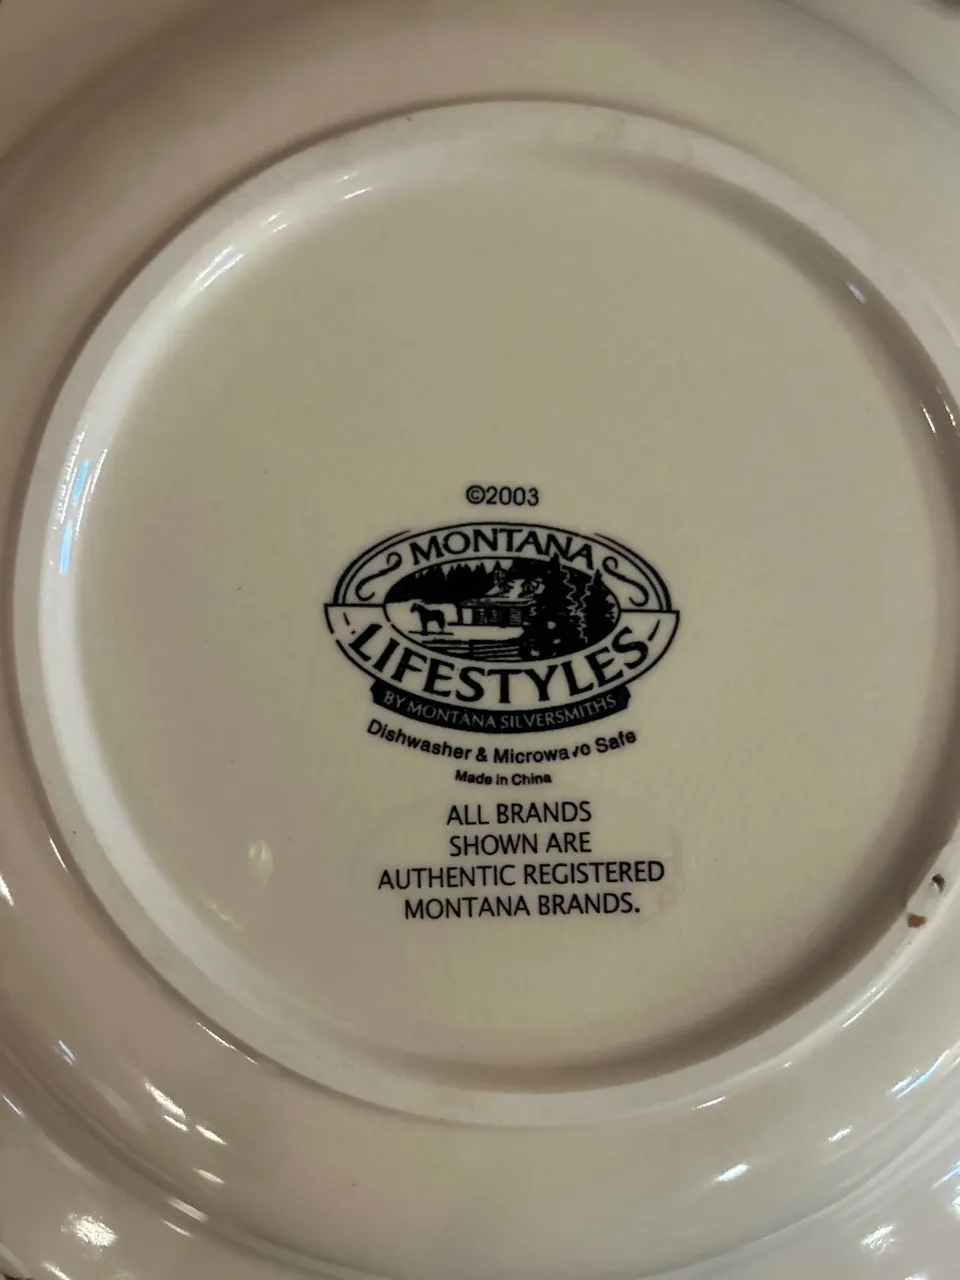 ©2003
MONTANA
LIFESTYLES
BY MONTANA SILVERSMITHS
Dishwasher & Microwave Safe
Made in China
ALL BRANDS
SHOWN ARE
AUTHENTIC REGISTERED
MONTANA BRANDS.